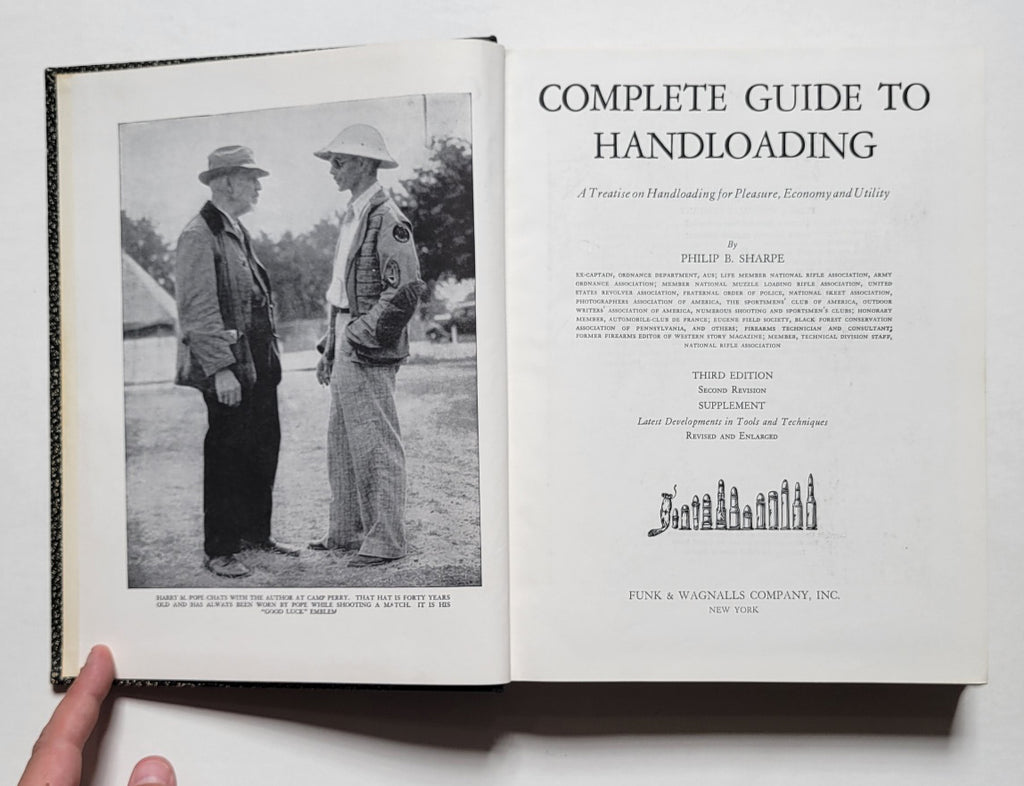 HARRY M. POPE CHATS WITH THE AUTHOR AT CAMP PERRY. THAT HAT IS FORTY YEARS
OLD AND HAS ALWAYS BEEN WORN BY POPE WHILE SHOOTING A MATCH. IT IS HIS
"GOOD LUCK" EMBLEM
COMPLETE GUIDE TO
HANDLOADING
A Treatise on Handloading for Pleasure, Economy and Utility
By
PHILIP B. SHARPE
EX-CAPTAIN, ORDNANCE DEPARTMENT, AUS; LIFE MEMBER NATIONAL RIFLE ASSOCIATION, ARMY
ORDNANCE ASSOCIATION; MEMBER NATIONAL MUZZLE LOADING RIFLE ASSOCIATION, UNITED
STATES REVOLVER ASSOCIATION, FRATERNAL ORDER OF POLICE, NATIONAL SKEET ASSOCIATION,
PHOTOGRAPHERS ASSOCIATION OF AMERICA, THE SPORTSMENS' CLUB OF AMERICA, OUTDOOR
WRITERS' ASSOCIATION OF AMERICA, NUMEROUS SHOOTING AND SPORTSMEN'S CLUBS; HONORARY
MEMBER, AUTOMOBILE-CLUB DE FRANCE; EUGENE FIELD SOCIETY, BLACK FOREST CONSERVATION
ASSOCIATION OF PENNSYLVANIA, AND OTHERS; FIREARMS TECHNICIAN AND CONSULTANT;
FORMER FIREARMS EDITOR OF WESTERN STORY MAGAZINE; MEMBER, TECHNICAL DIVISION STAFF,
NATIONAL RIFLE ASSOCIATION
THIRD EDITION
SECOND REVISION
SUPPLEMENT
Latest Developments in Tools and Techniques
REVISED AND ENLARGED
FUNK & WAGNALLS COMPANY, INC.
NEW YORK